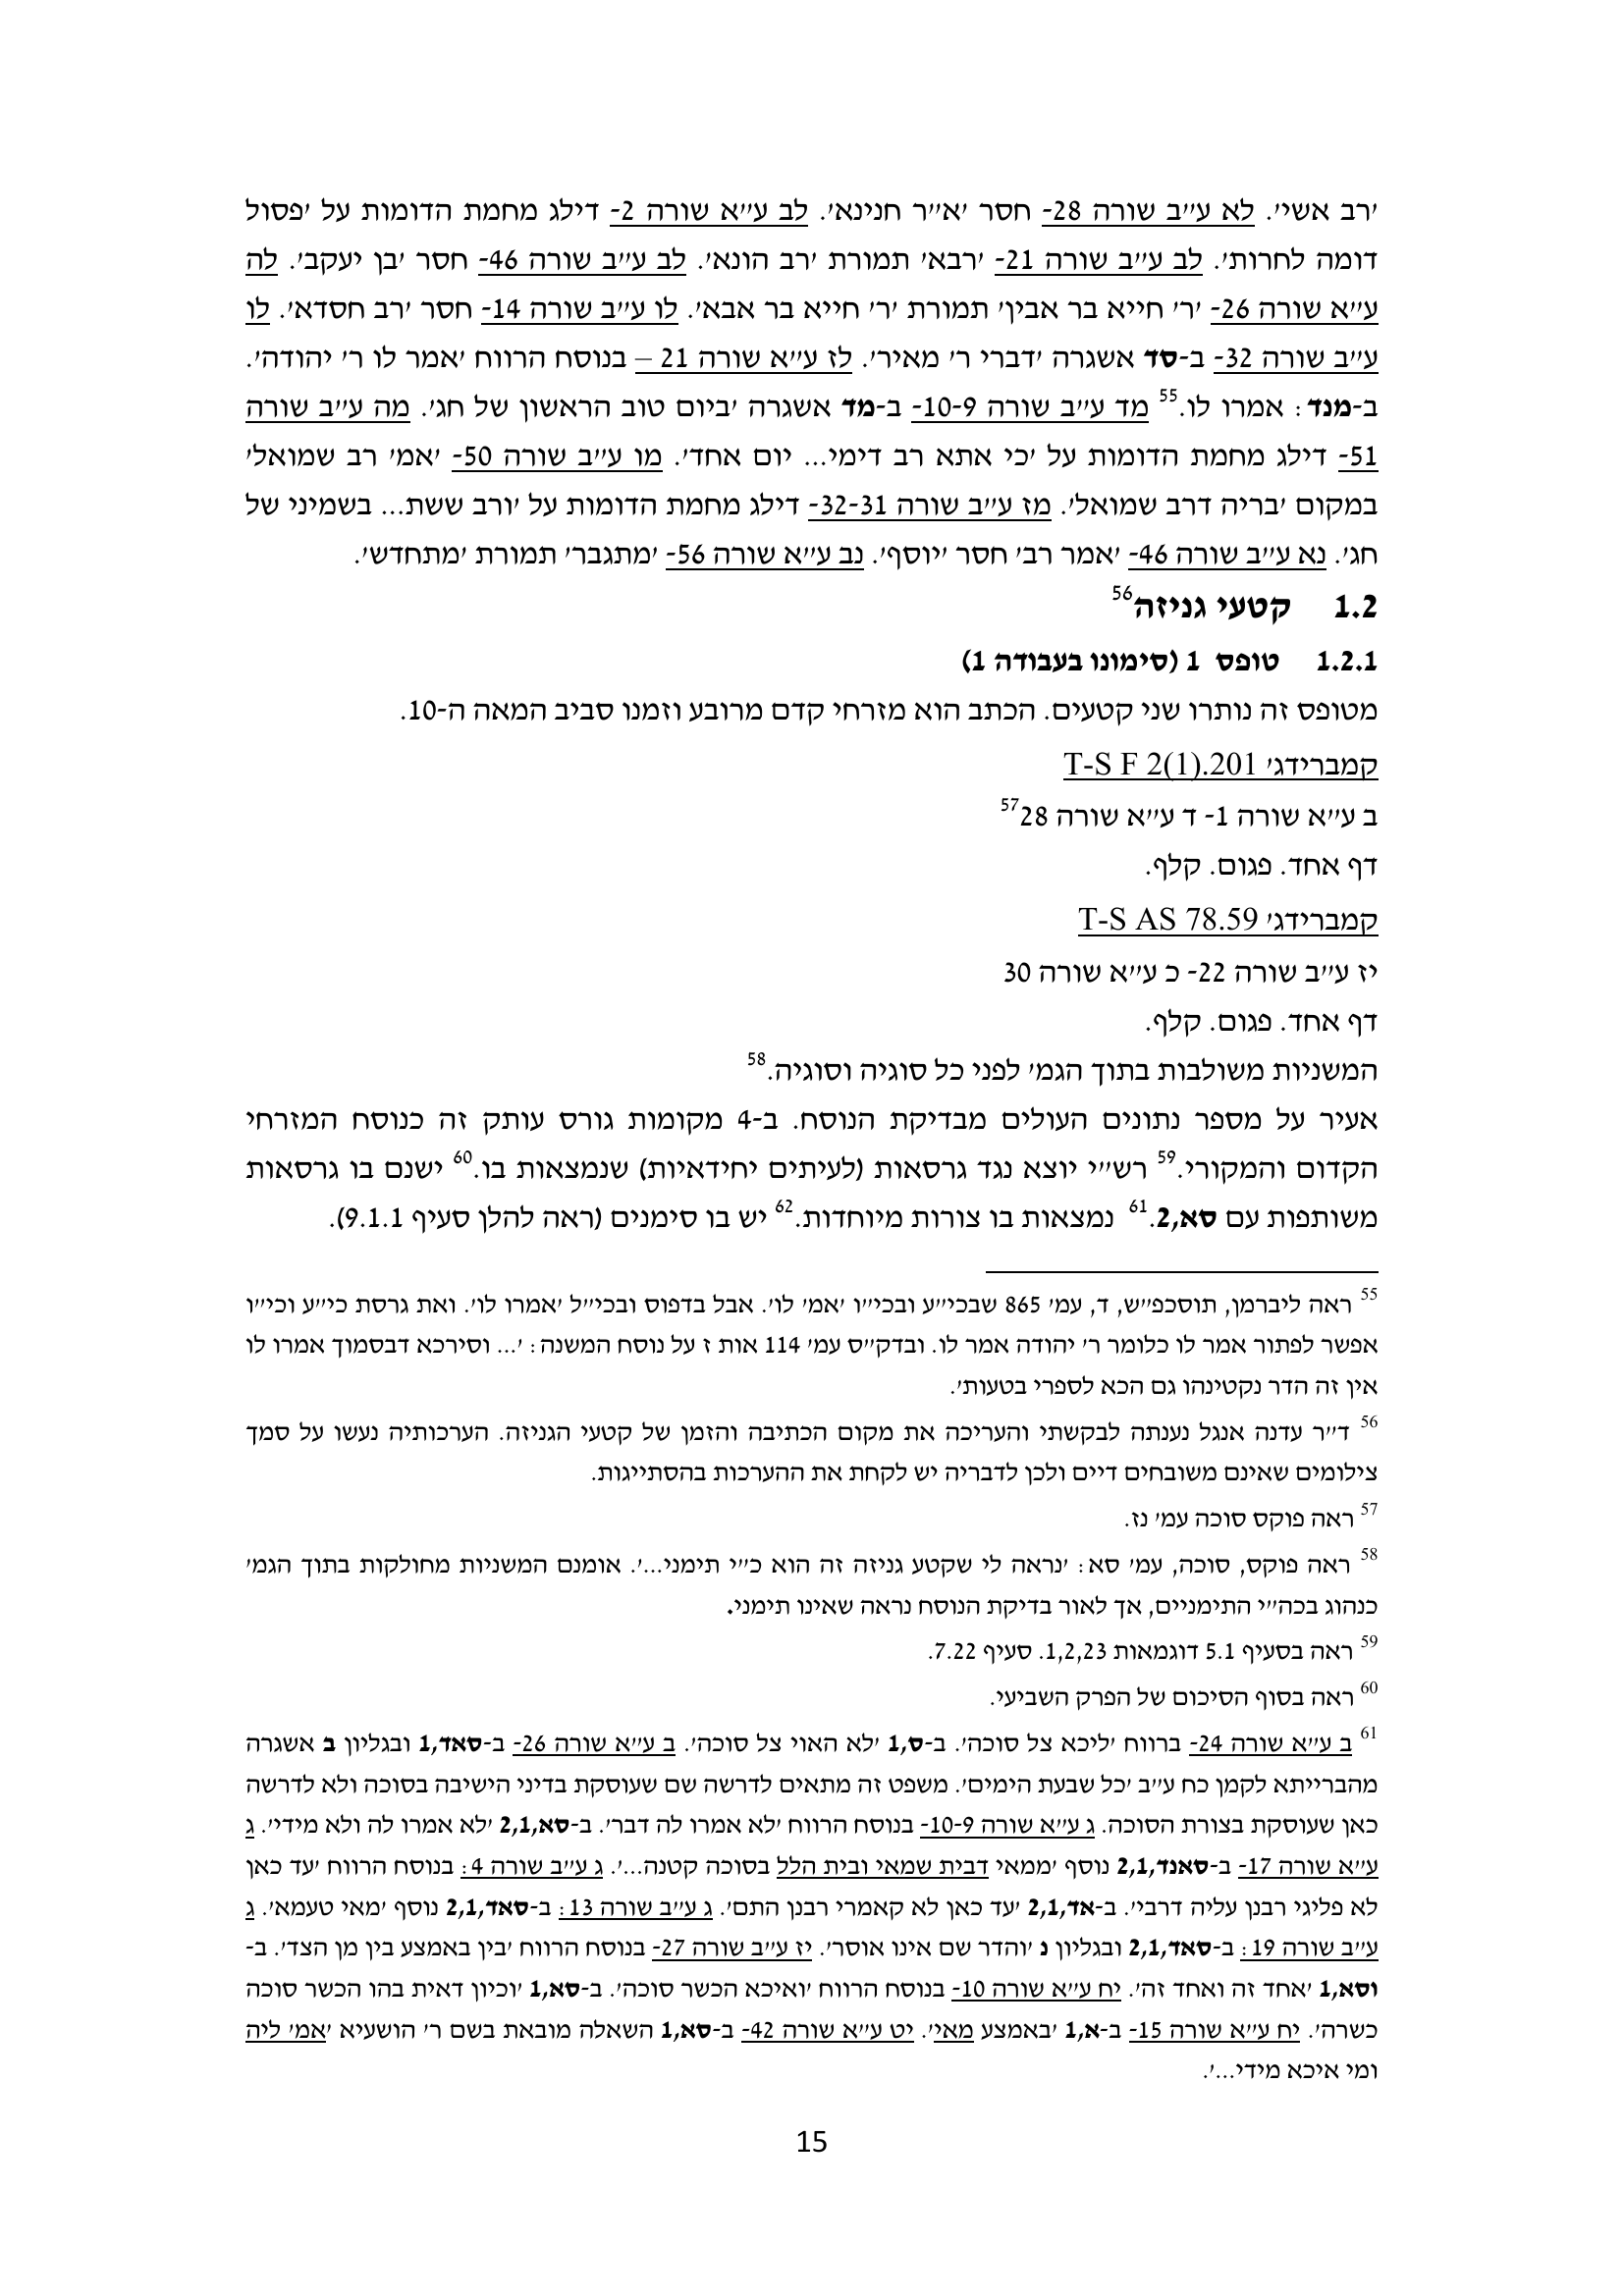 'רב אשי'. לא ע"ב שורה 28- חסר 'א"ר חנינא'. לב ע"א שורה 2- דילג מחמת הדומות על 'פסול
דומה לחרות'. לב ע"ב שורה 21- 'רבא' תמורת 'רב הונא'. לב ע"ב שורה 46- חסר 'בן יעקב'. לה
ע"א שורה 26- 'ר' חייא בר אבין' תמורת 'ר' חייא בר אבא'. לו ע"ב שורה 14- חסר 'רב חסדא'. לו
ע"ב שורה 32- ב-סד אשגרה 'דברי ר' מאיר'. לז ע"א שורה 21 – בנוסח הרווח 'אמר לו ר' יהודה'.
ב-מנד: אמרו לו.55 מד ע"ב שורה 10-9- ב-מד אשגרה 'ביום טוב הראשון של חג'. מה ע"ב שורה
51- דילג מחמת הדומות על 'כי אתא רב דימי... יום אחד'. מו ע"ב שורה 50- 'אמ' רב שמואל'
במקום 'בריה דרב שמואל'. מז ע"ב שורה 32-31- דילג מחמת הדומות על 'ורב ששת... בשמיני של
חג'. נא ע"ב שורה 46- 'אמר רב' חסר 'יוסף'. נב ע"א שורה 56- 'מתגבר' תמורת 'מתחדש'.
1.2 קטעי גניזה56
1.2.1 טופס 1 (סימונו בעבודה 1)
מטופס זה נותרו שני קטעים. הכתב הוא מזרחי קדם מרובע וזמנו סביב המאה ה-10.
קמברידג' T-S F 2(1).201
ב ע"א שורה 1- ד ע"א שורה 28 57
דף אחד. פגום. קלף.
קמברידג' T-S AS 78.59
יז ע"ב שורה 22- כ ע"א שורה 30
דף אחד. פגום. קלף.
המשניות משולבות בתוך הגמ' לפני כל סוגיה וסוגיה.58
אעיר על מספר נתונים העולים מבדיקת הנוסח. ב-4 מקומות גורס עותק זה כנוסח המזרחי
הקדום והמקורי.59 רש"י יוצא נגד גרסאות (לעיתים יחידאיות) שנמצאות בו.60 ישנם בו גרסאות
משותפות עם סא,2.61 נמצאות בו צורות מיוחדות.62 יש בו סימנים (ראה להלן סעיף 9.1.1).
55 ראה ליברמן, תוסכפ"ש, ד, עמ' 865 שבכי"ע ובכי"ו 'אמ' לו'. אבל בדפוס ובכי"ל 'אמרו לו'. ואת גרסת כי"ע וכי"ו
אפשר לפתור אמר לו כלומר ר' יהודה אמר לו. ובדק"ס עמ' 114 אות ז על נוסח המשנה: '... וסירכא דבסמוך אמרו לו
אין זה הדר נקטינהו גם הכא לספרי בטעות'.
56 ד"ר עדנה אנגל נענתה לבקשתי והעריכה את מקום הכתיבה והזמן של קטעי הגניזה. הערכותיה נעשו על סמך
צילומים שאינם משובחים דיים ולכן לדבריה יש לקחת את ההערכות בהסתייגות.
57 ראה פוקס סוכה עמ' נז.
58 ראה פוקס, סוכה, עמ' סא: 'נראה לי שקטע גניזה זה הוא כ"י תימני...'. אומנם המשניות מחולקות בתוך הגמ'
כנהוג בכה"י התימניים, אך לאור בדיקת הנוסח נראה שאינו תימני.
59 ראה בסעיף 5.1 דוגמאות 1,2,23. סעיף 7.22.
60 ראה בסוף הסיכום של הפרק השביעי.
61 ב ע"א שורה 24- ברווח 'ליכא צל סוכה'. ב-ס,1 'לא האוי צל סוכה'. ב ע"א שורה 26- ב-סאד,1 ובגליון ב אשגרה
מהברייתא לקמן כח ע"ב 'כל שבעת הימים'. משפט זה מתאים לדרשה שם שעוסקת בדיני הישיבה בסוכה ולא לדרשה
כאן שעוסקת בצורת הסוכה. ג ע"א שורה 10-9- בנוסח הרווח 'לא אמרו לה דבר'. ב-סא,2,1 'לא אמרו לה ולא מידי'. ג
ע"א שורה 17- ב-סאנד,2,1 נוסף 'ממאי דבית שמאי ובית הלל בסוכה קטנה...'. ג ע"ב שורה 4: בנוסח הרווח 'עד כאן
לא פליגי רבנן עליה דרבי'. ב-אד,2,1 'עד כאן לא קאמרי רבנן התם'. ג ע"ב שורה 13: ב-סאד,2,1 נוסף 'מאי טעמא'. ג
ע"ב שורה 19: ב-סאד,2,1 ובגליון נ 'והדר שם אינו אוסר'. יז ע"ב שורה 27- בנוסח הרווח 'בין באמצע בין מן הצד'. ב-
וסא,1 'אחד זה ואחד זה'. יח ע"א שורה 10- בנוסח הרווח 'ואיכא הכשר סוכה'. ב-סא,1 'וכיון דאית בהו הכשר סוכה
כשרה'. יח ע"א שורה 15- ב-א,1 'באמצע מאי'. יט ע"א שורה 42- ב-סא,1 השאלה מובאת בשם ר' הושעיא 'אמ' ליה
ומי איכא מידי...'.
15